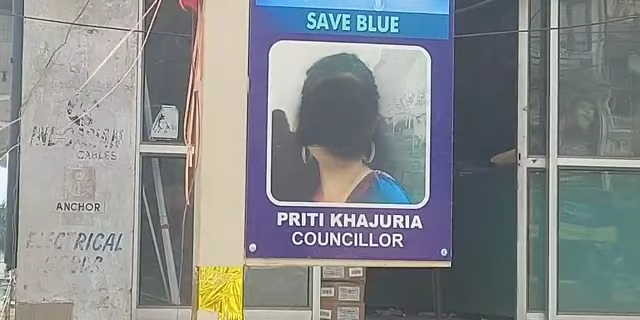 SAVE BLUE
PRITI KHAJURIA
COUNCILLOR
CABLES
ANCHOR
ELECTRICAL